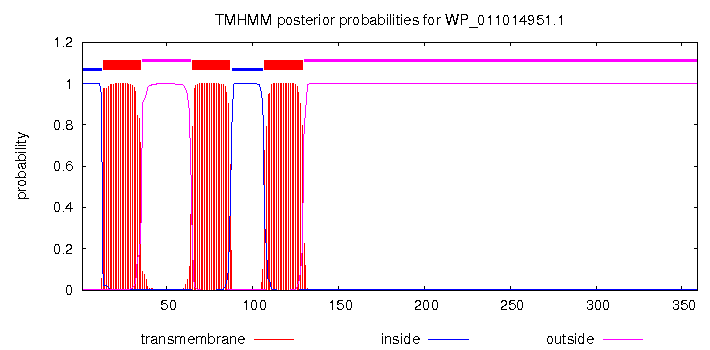 TMHMM posterior probabilities for WP_011014951.1
1.2
1
0.8
0.6
0.4
0.2
0
probability
50 100 150 200 250 300 350
transmembrane inside outside